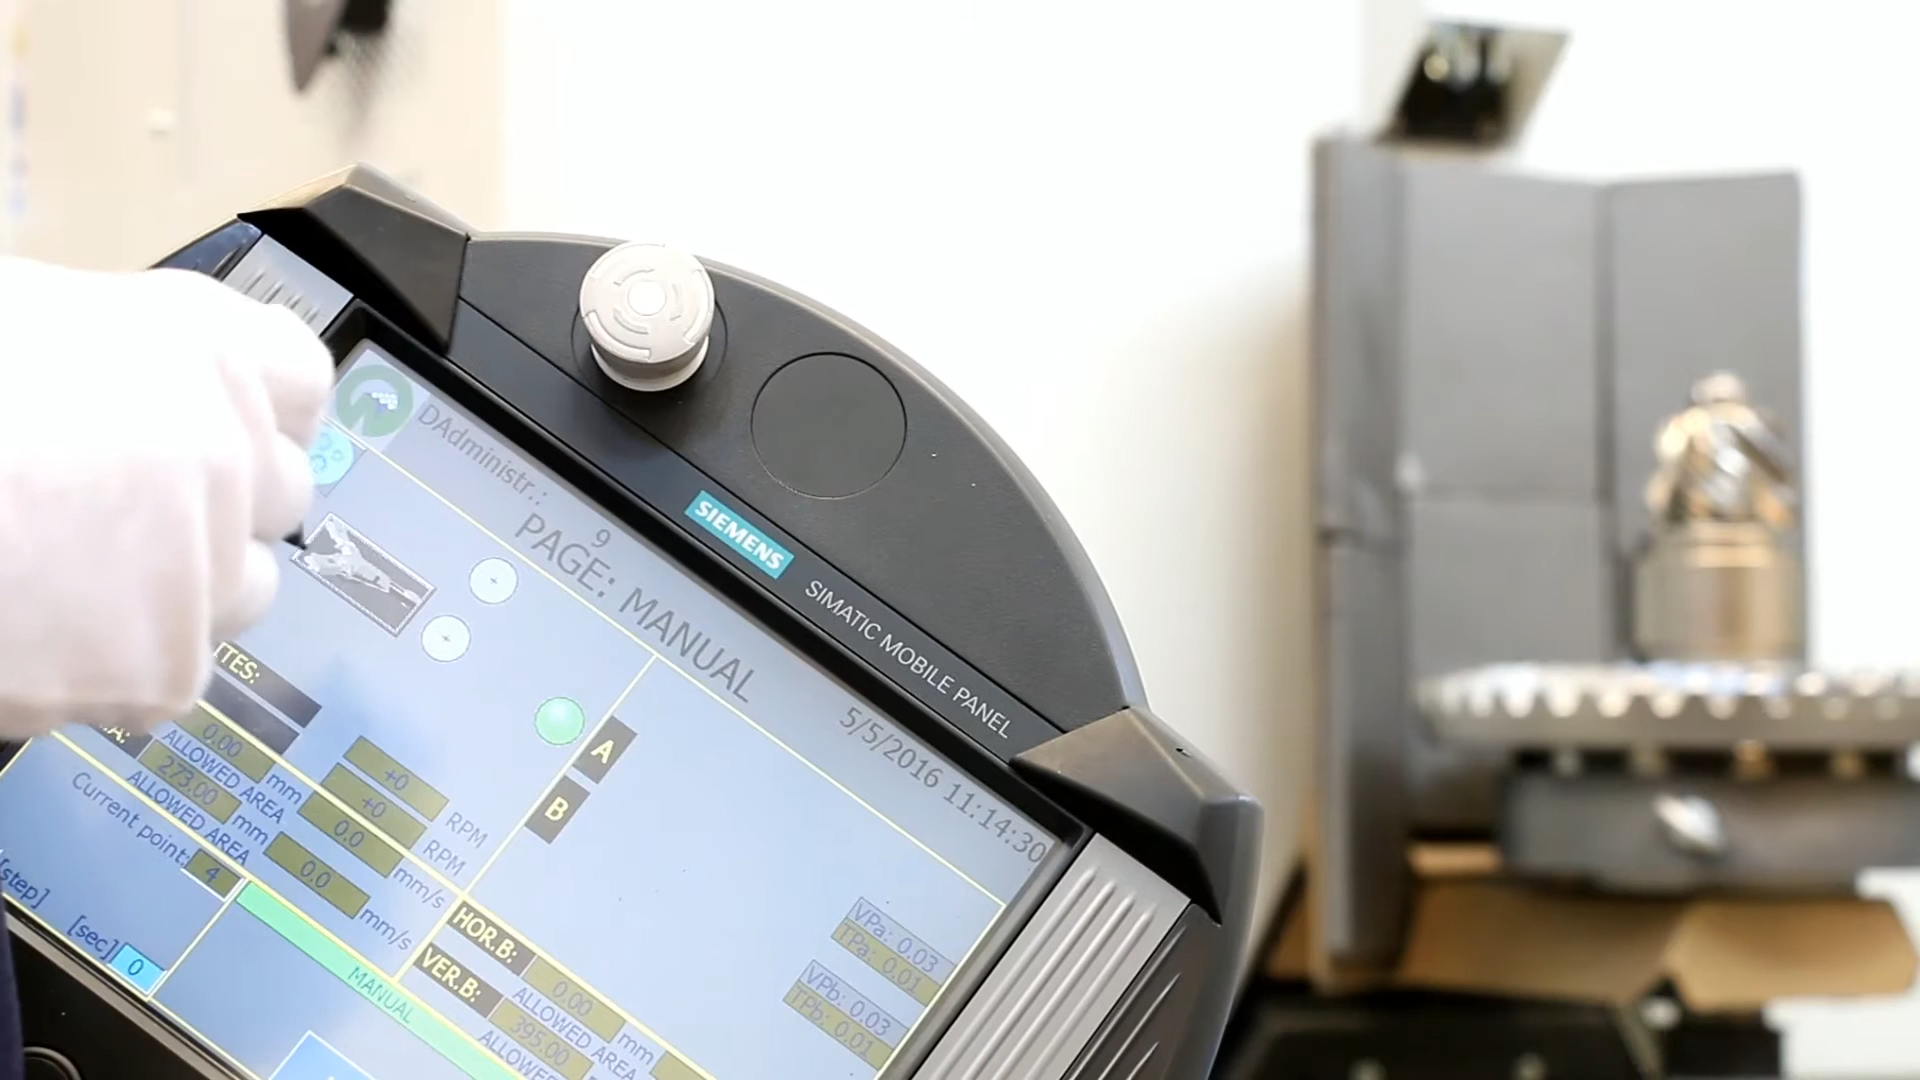 DAdministr.:
9
PAGE: MANUAL
5/5/2016 11:14:30
SIEMENS
SIMATIC MOBILE PANEL
A
B
0.00 mm
ALLOWED AREA
273.00 mm
ALLOWED AREA
+0 RPM
+0 RPM
0.0 mm/s
0.0 mm/s
Current point: 4
[step]
[sec] 0
MANUAL
HOR.B: 0.00 mm
ALLOWED AREA
VER.B: 395.00
VPa: 0.03
TPa: 0.01
VPb: 0.03
TPb: 0.01